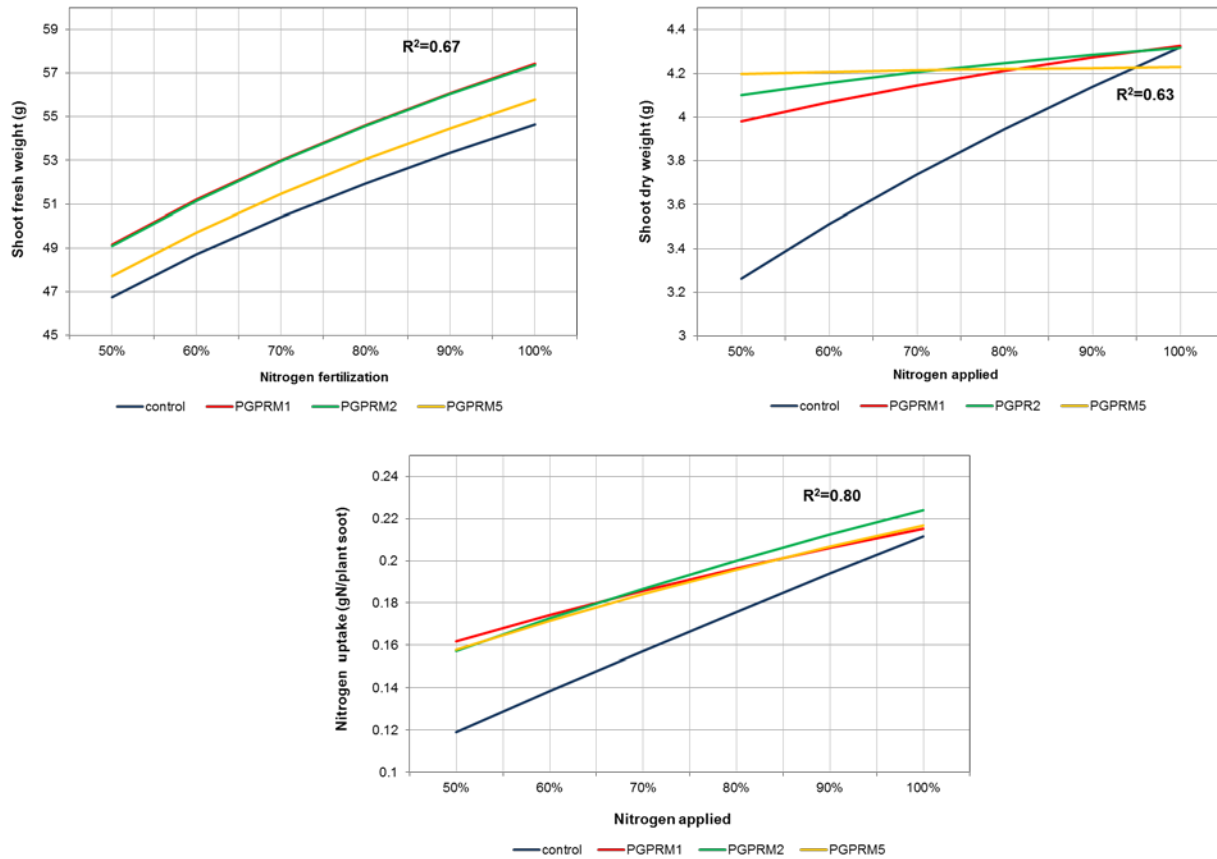 59
57
55
53
51
49
47
45
Shoot fresh weight (g)
R²=0.67
50% 60% 70% 80% 90% 100%
Nitrogen fertilization
control PGPRM1 PGPRM2 PGPRM5
4.4
4.2
4
3.8
3.6
3.4
3.2
3
Shoot dry weight (g)
R²=0.63
50% 60% 70% 80% 90% 100%
Nitrogen applied
control PGPRM1 PGPR2 PGPRM5
0.24
0.22
0.2
0.18
0.16
0.14
0.12
0.1
Nitrogen uptake (gN/plant soot)
R²=0.80
50% 60% 70% 80% 90% 100%
Nitrogen applied
control PGPRM1 PGPRM2 PGPRM5